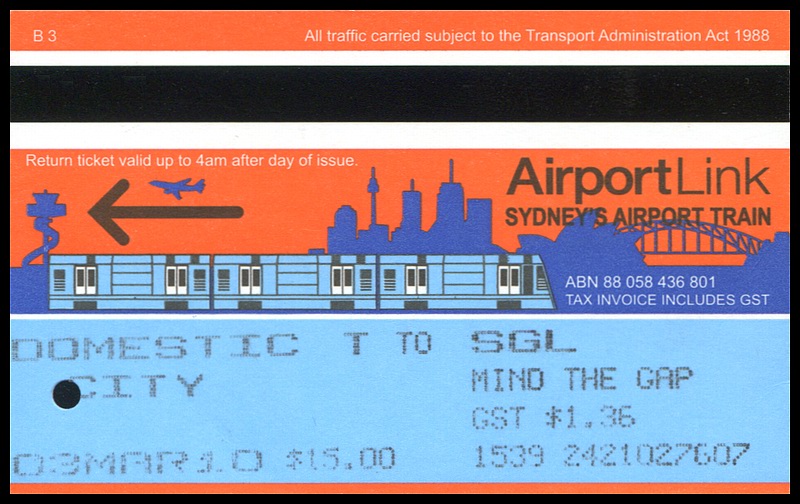 B 3 All traffic carried subject to the Transport Administration Act 1988
Return ticket valid up to 4am after day of issue.
AirportLink
SYDNEY'S AIRPORT TRAIN
ABN 88 058 436 801
TAX INVOICE INCLUDES GST
DOMESTIC T TO SGL
CITY MIND THE GAP
GST $1.36
03MAR10 $15.00 1539 2421027607